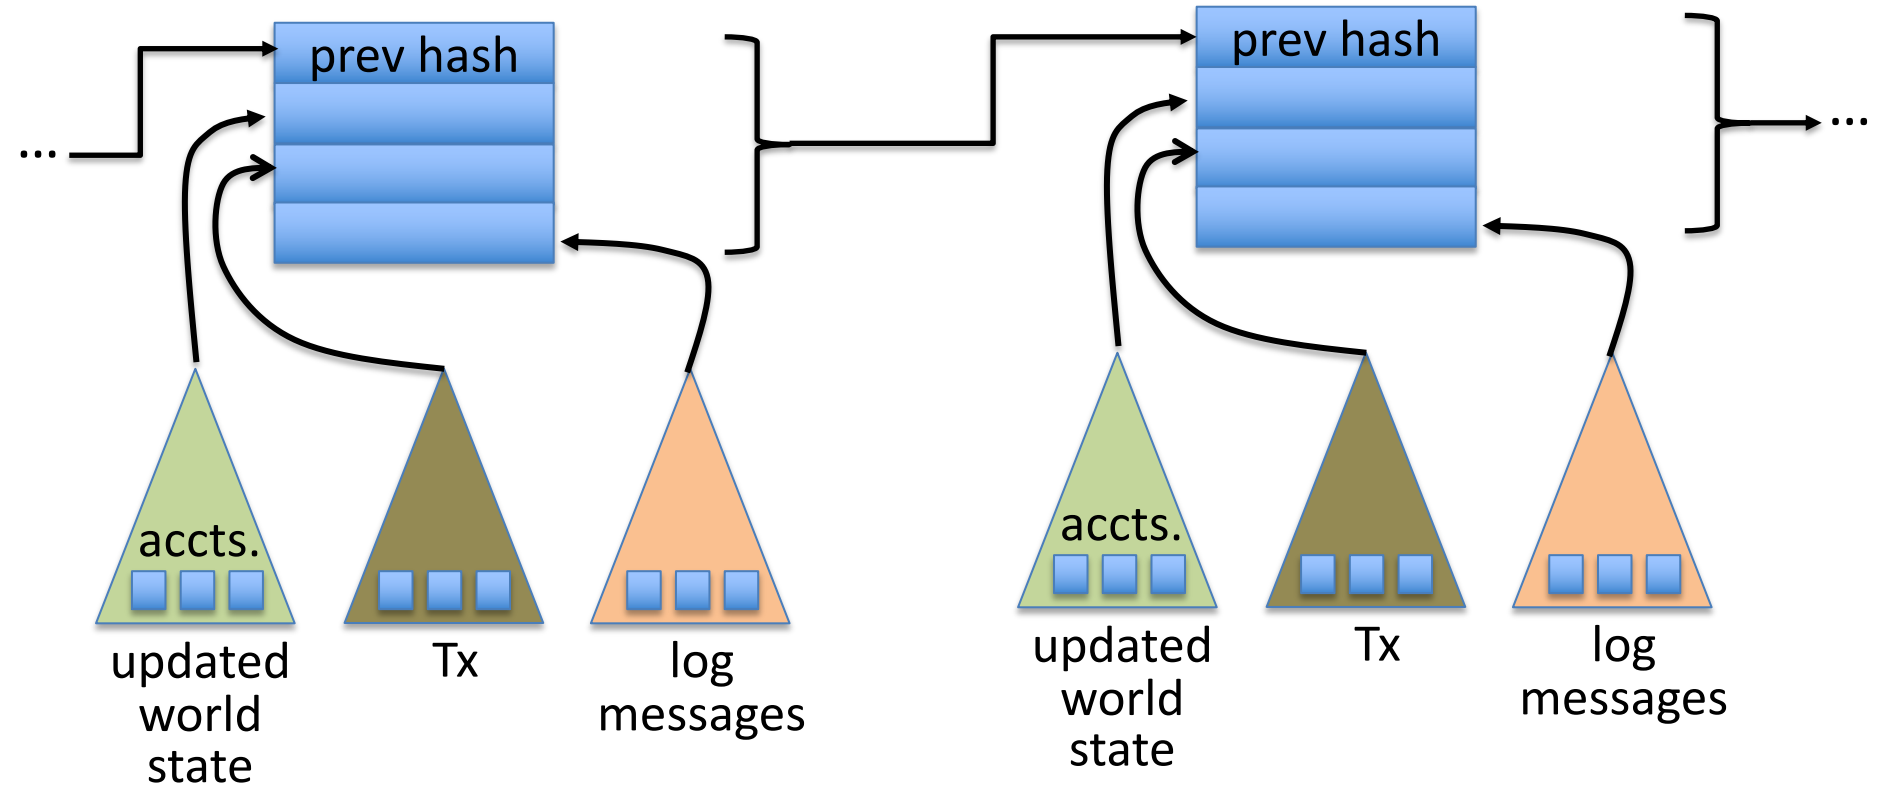 prev hash
prev hash
...
...
accts.
updated
world
state
Tx
log
messages
accts.
updated
world
state
Tx
log
messages